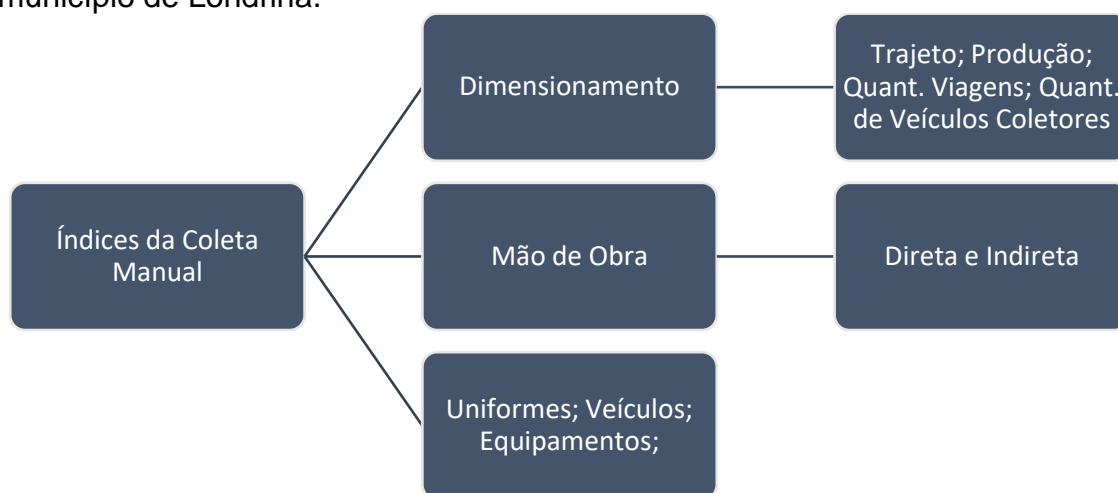 município de Londrina.
Dimensionamento
Trajeto; Produção;
Quant. Viagens; Quant.
de Veículos Coletores
Índices da Coleta
Manual
Mão de Obra
Direta e Indireta
Uniformes; Veículos;
Equipamentos;